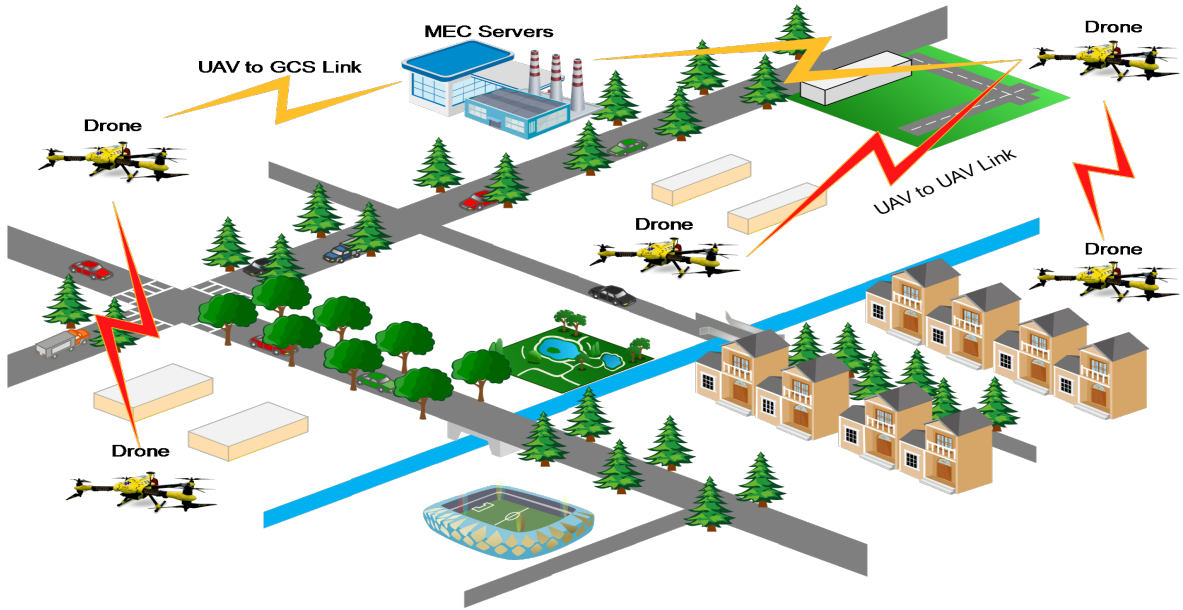 MEC Servers
Drone
UAV to GCS Link
Drone
UAV to UAV Link
Drone
Drone
Drone